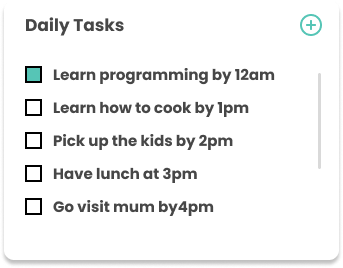 Daily Tasks
Learn programming by 12am
Learn how to cook by 1pm
Pick up the kids by 2pm
Have lunch at 3pm
Go visit mum by4pm